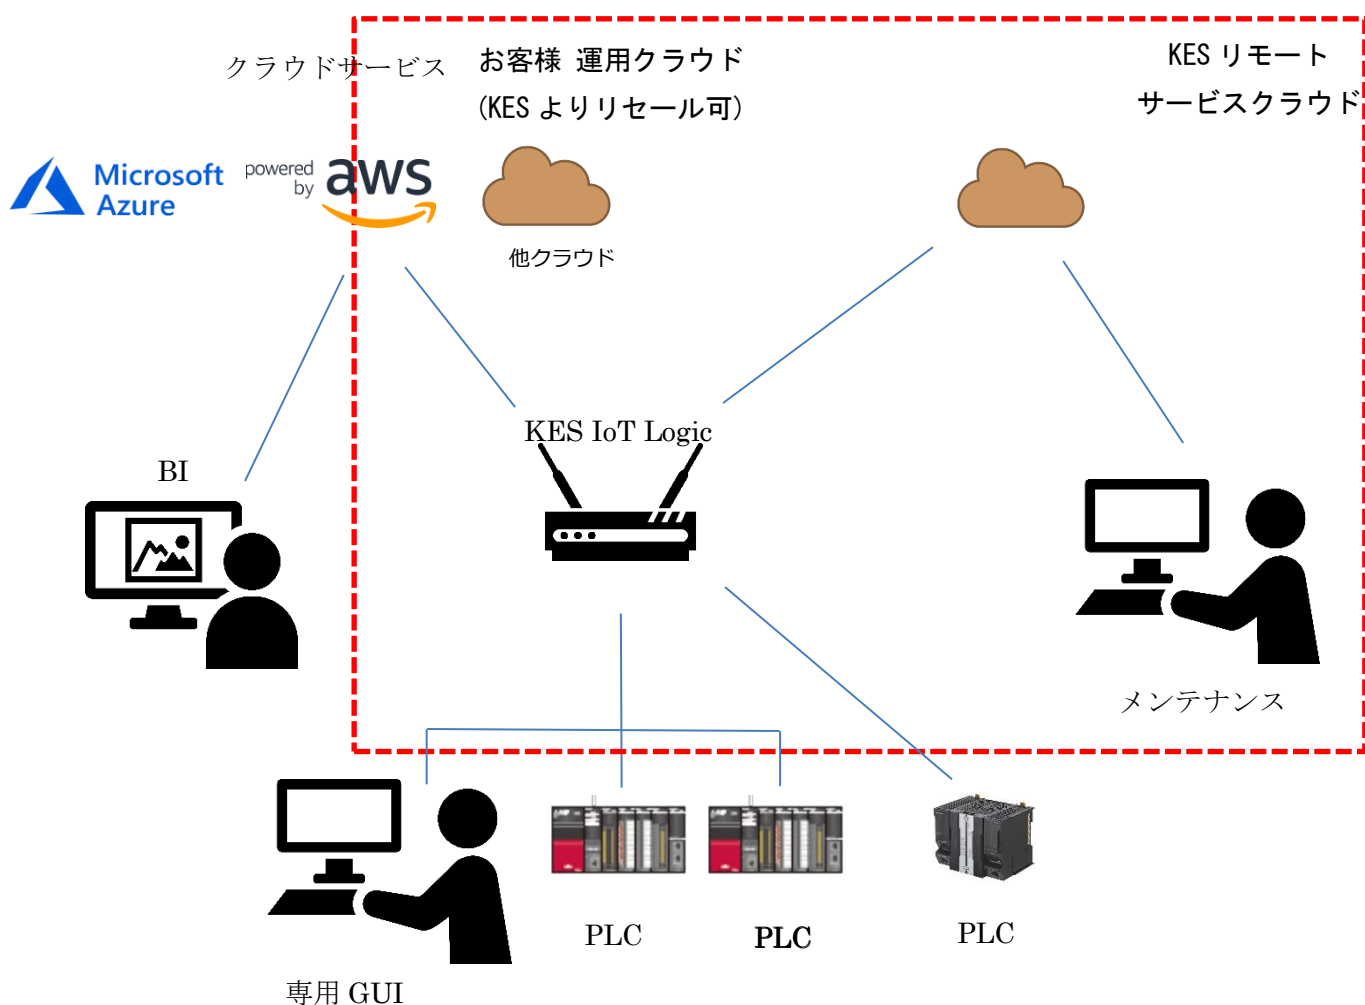 クラウドサービス
お客様 運用クラウド
(KES よりリセール可)
KES リモート
サービスクラウド
Microsoft
Azure
powered
by
aws
他クラウド
KES IoT Logic
BI
メンテナンス
PLC
PLC
PLC
専用 GUI